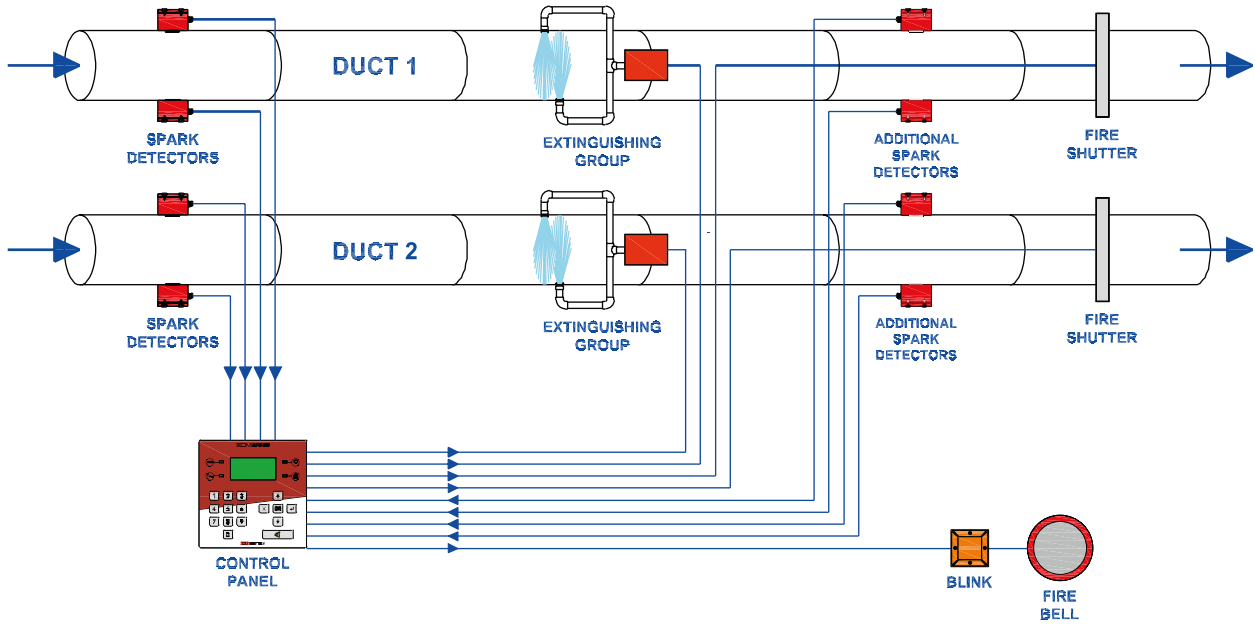 DUCT 1
SPARK
DETECTORS
EXTINGUISHING
GROUP
ADDITIONAL
SPARK
DETECTORS
FIRE
SHUTTER
DUCT 2
SPARK
DETECTORS
EXTINGUISHING
GROUP
ADDITIONAL
SPARK
DETECTORS
FIRE
SHUTTER
CONTROL
PANEL
BLINK
FIRE
BELL